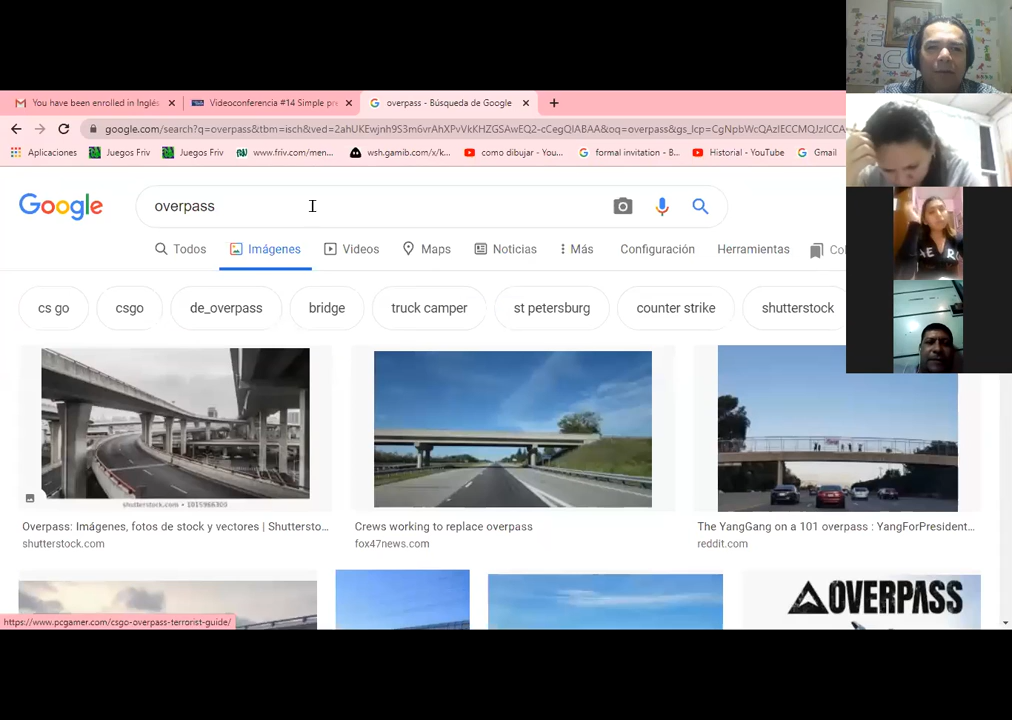 You have been enrolled in Inglés
Videoconferencia #14 Simple pre
overpass - Búsqueda de Google
google.com/search?q=overpass&tbm=isch&ved=2ahUKEwjnh9S3m6vrAhXPvVkKHZGSAwEQ2-cCegQIABAA&oq=overpass&gs_lcp=CgNpbWcQAzIECCMQJzICCA
Aplicaciones
Juegos Friv
Juegos Friv
www.friv.com/men...
wsh.gamib.com/x/k...
como dibujar - You...
formal invitation - B...
Historial - YouTube
Gmail
Google
overpass
Todos
Imágenes
Videos
Maps
Noticias
Más
Configuración
Herramientas
cs go
csgo
de_overpass
bridge
truck camper
st petersburg
counter strike
shutterstock
shutterstock.com • 1015966300
Overpass: Imágenes, fotos de stock y vectores | Shuttersto...
shutterstock.com
Crews working to replace overpass
fox47news.com
The YangGang on a 101 overpass : YangForPresident...
reddit.com
OVERPASS
https://www.pcgamer.com/csgo-overpass-terrorist-guide/